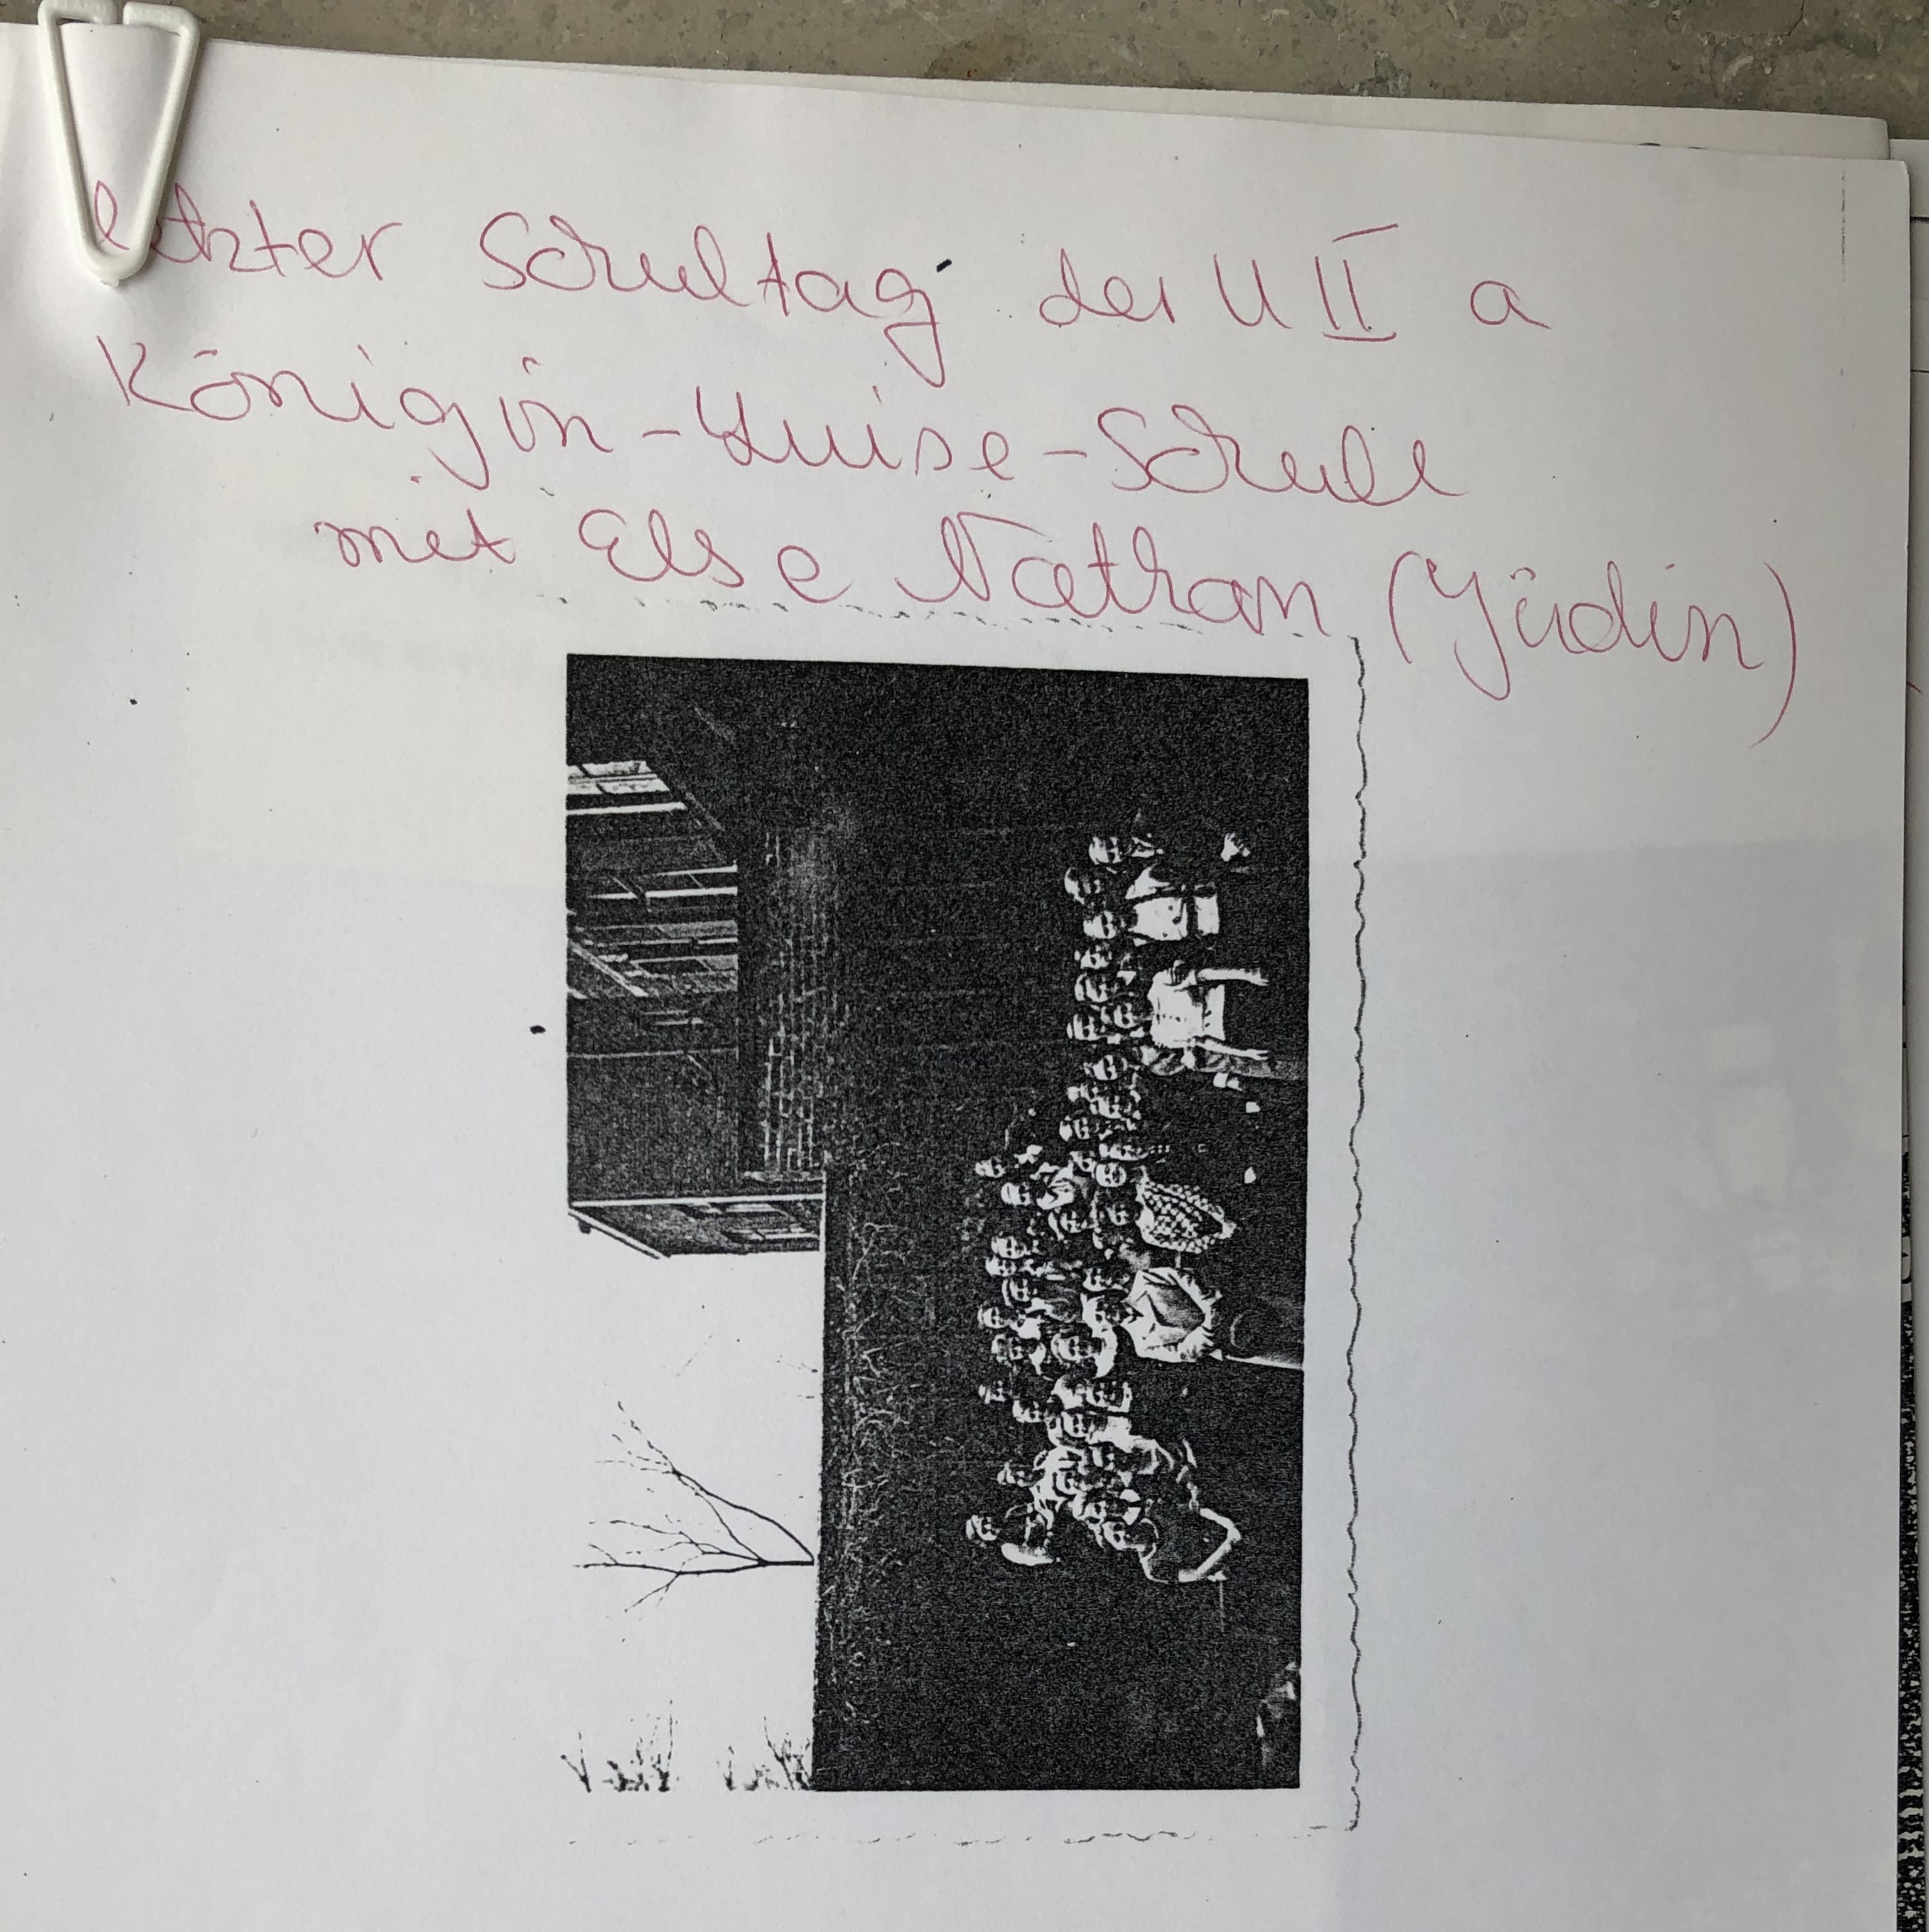 letzter Schultag der U II a
Königin-Luise-Schule
mit Else Nathan (Jüdin)